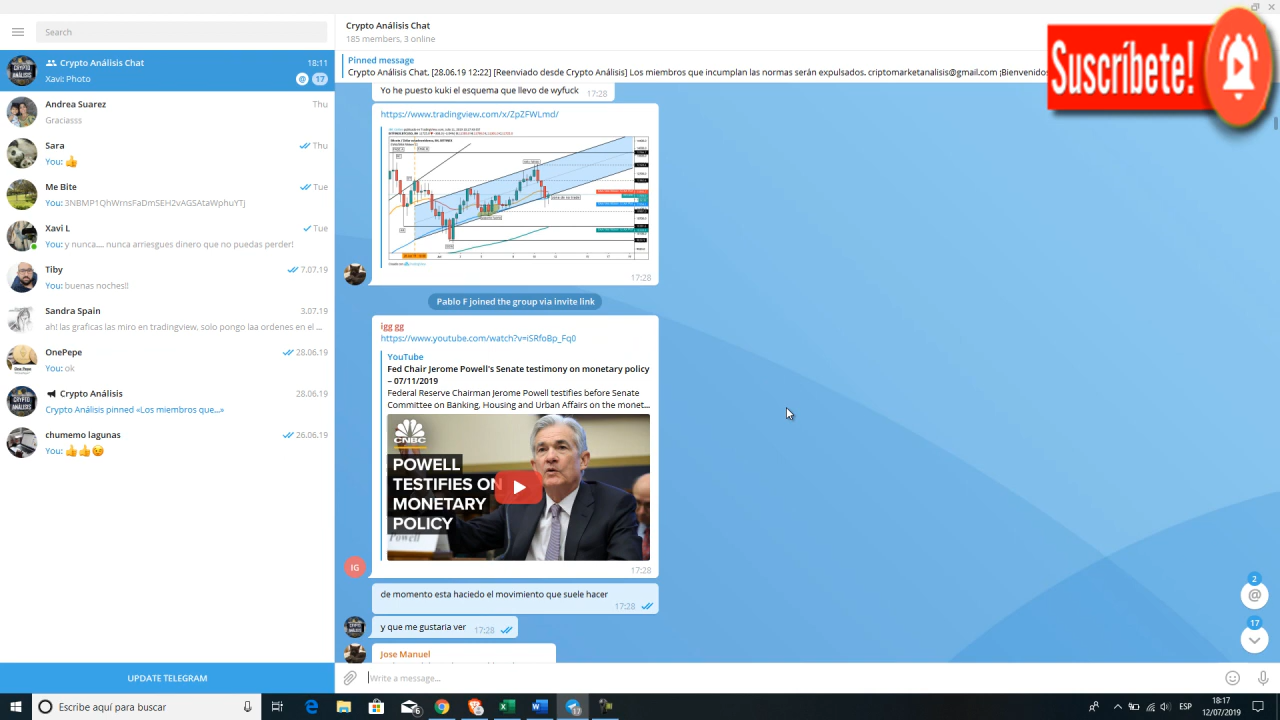 Search
Crypto Análisis Chat 18:11
Xavi: Photo @ 17
Andrea Suarez Thu
Graciasss
Sara Thu
You: 👍
Me Bite Tue
You: 3NBMP1QhWrnsFaDmSEH2vAGSAtaWphuYTj
Xavi L Tue
You: y nunca.... nunca arriesgues dinero que no puedas perder!
Tiby 7.07.19
You: buenas noches!!
Sandra Spain 3.07.19
ah! las graficas las miro en tradingview, solo pongo laa ordenes en el ...
OnePepe 28.06.19
You: ok
Crypto Análisis 28.06.19
Crypto Análisis pinned «Los miembros que...»
chumemo lagunas 26.06.19
You: 👍👍😉
UPDATE TELEGRAM
Crypto Análisis Chat
185 members, 3 online
Pinned message
Crypto Análisis Chat, [28.06.19 12:22] [Reenviado desde Crypto Análisis] Los miembros que incumplan las normas serán expulsados. criptomarketanalisis@gmail.com ¡Bienvenidos
Suscríbete!
Yo he puesto kuki el esquema que llevo de wyfuck 17:28
https://www.tradingview.com/x/ZpZFWLmd/
17:28
Pablo F joined the group via invite link
igg gg
https://www.youtube.com/watch?v=iSRfoBp_Fq0
YouTube
Fed Chair Jerome Powell's Senate testimony on monetary policy
– 07/11/2019
Federal Reserve Chairman Jerome Powell testifies before Senate
Committee on Banking, Housing and Urban Affairs on the monet...
CNBC
POWELL
TESTIFIES ON
MONETARY
POLICY
IG
17:28
de momento esta haciedo el movimiento que suele hacer
17:28
y que me gustaria ver 17:28
Jose Manuel
2
@
17
Write a message...
Escribe aquí para buscar
6
ESP
18:17
12/07/2019